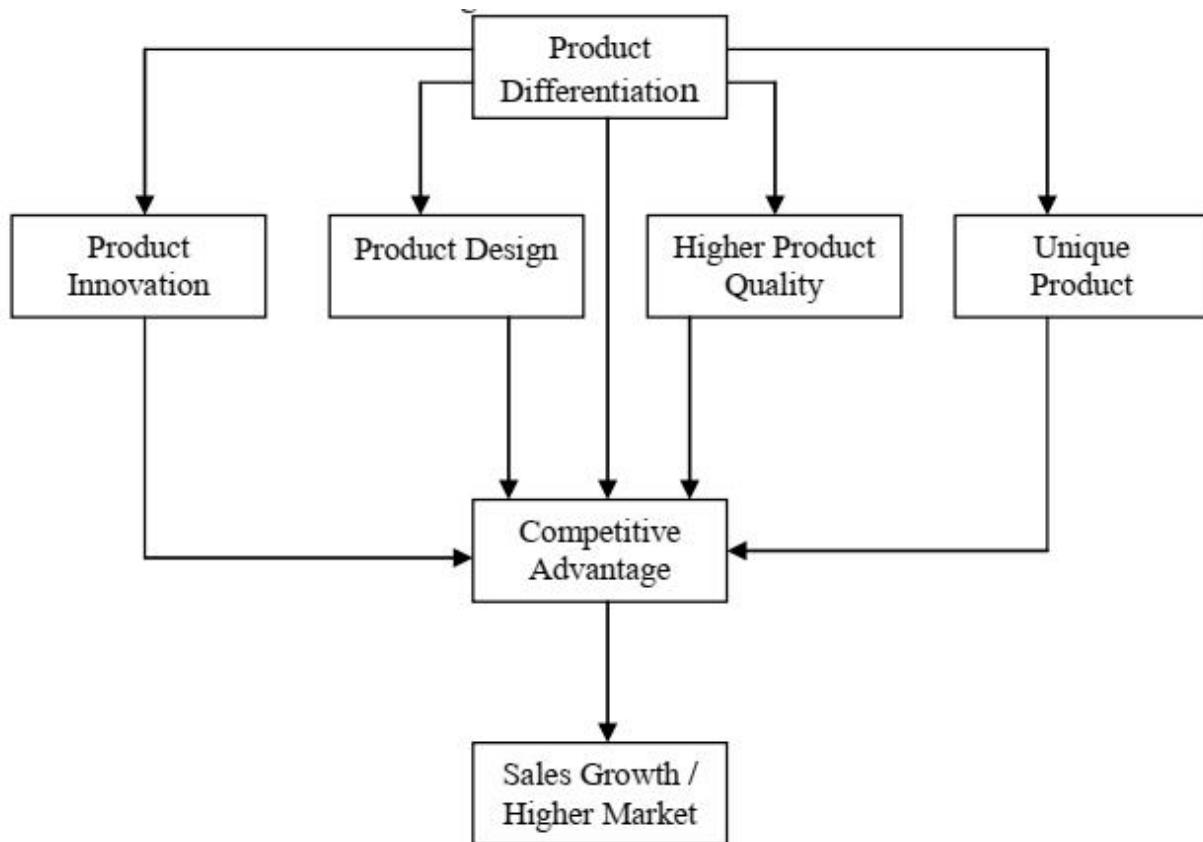 Product
Differentiation
Product
Innovation
Product Design
Higher Product
Quality
Unique
Product
Competitive
Advantage
Sales Growth /
Higher Market